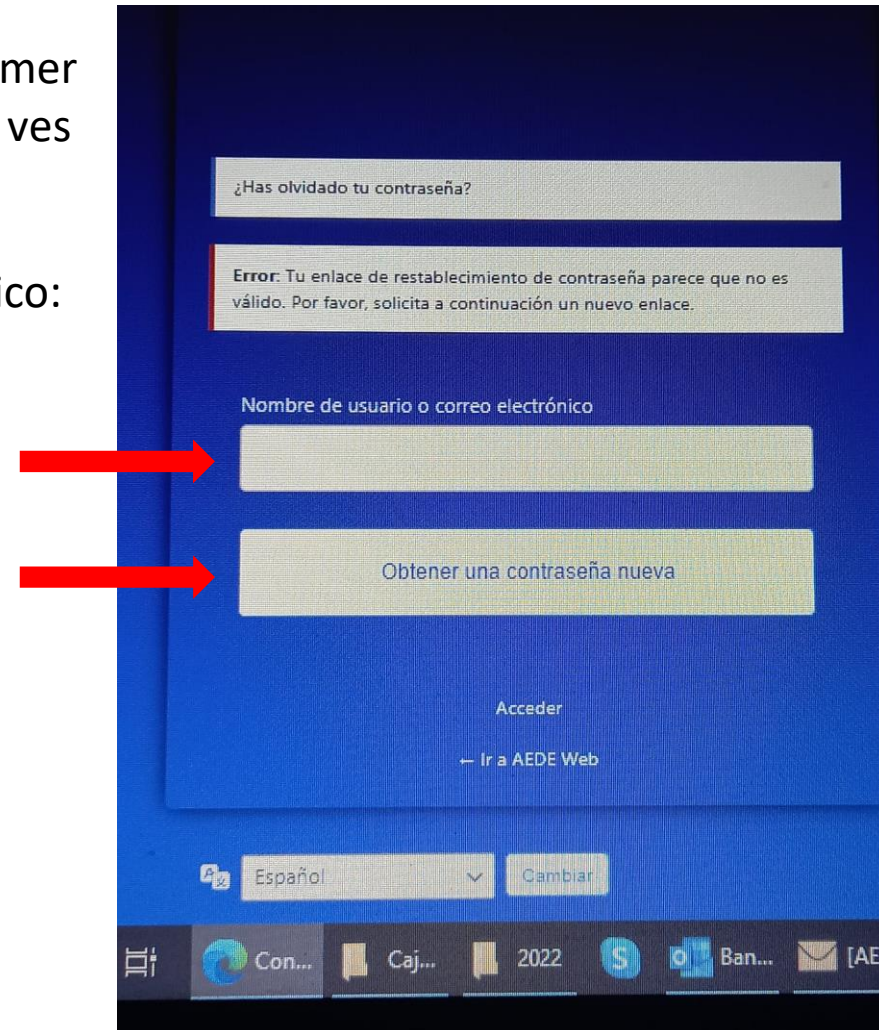 mer
ves
ico:
¿Has olvidado tu contraseña?
Error: Tu enlace de restablecimiento de contraseña parece que no es
válido. Por favor, solicita a continuación un nuevo enlace.
Nombre de usuario o correo electrónico
Obtener una contraseña nueva
Acceder
← Ir a AEDE Web
Español
Cambiar
Con... Caj... 2022 S Ban... [AE